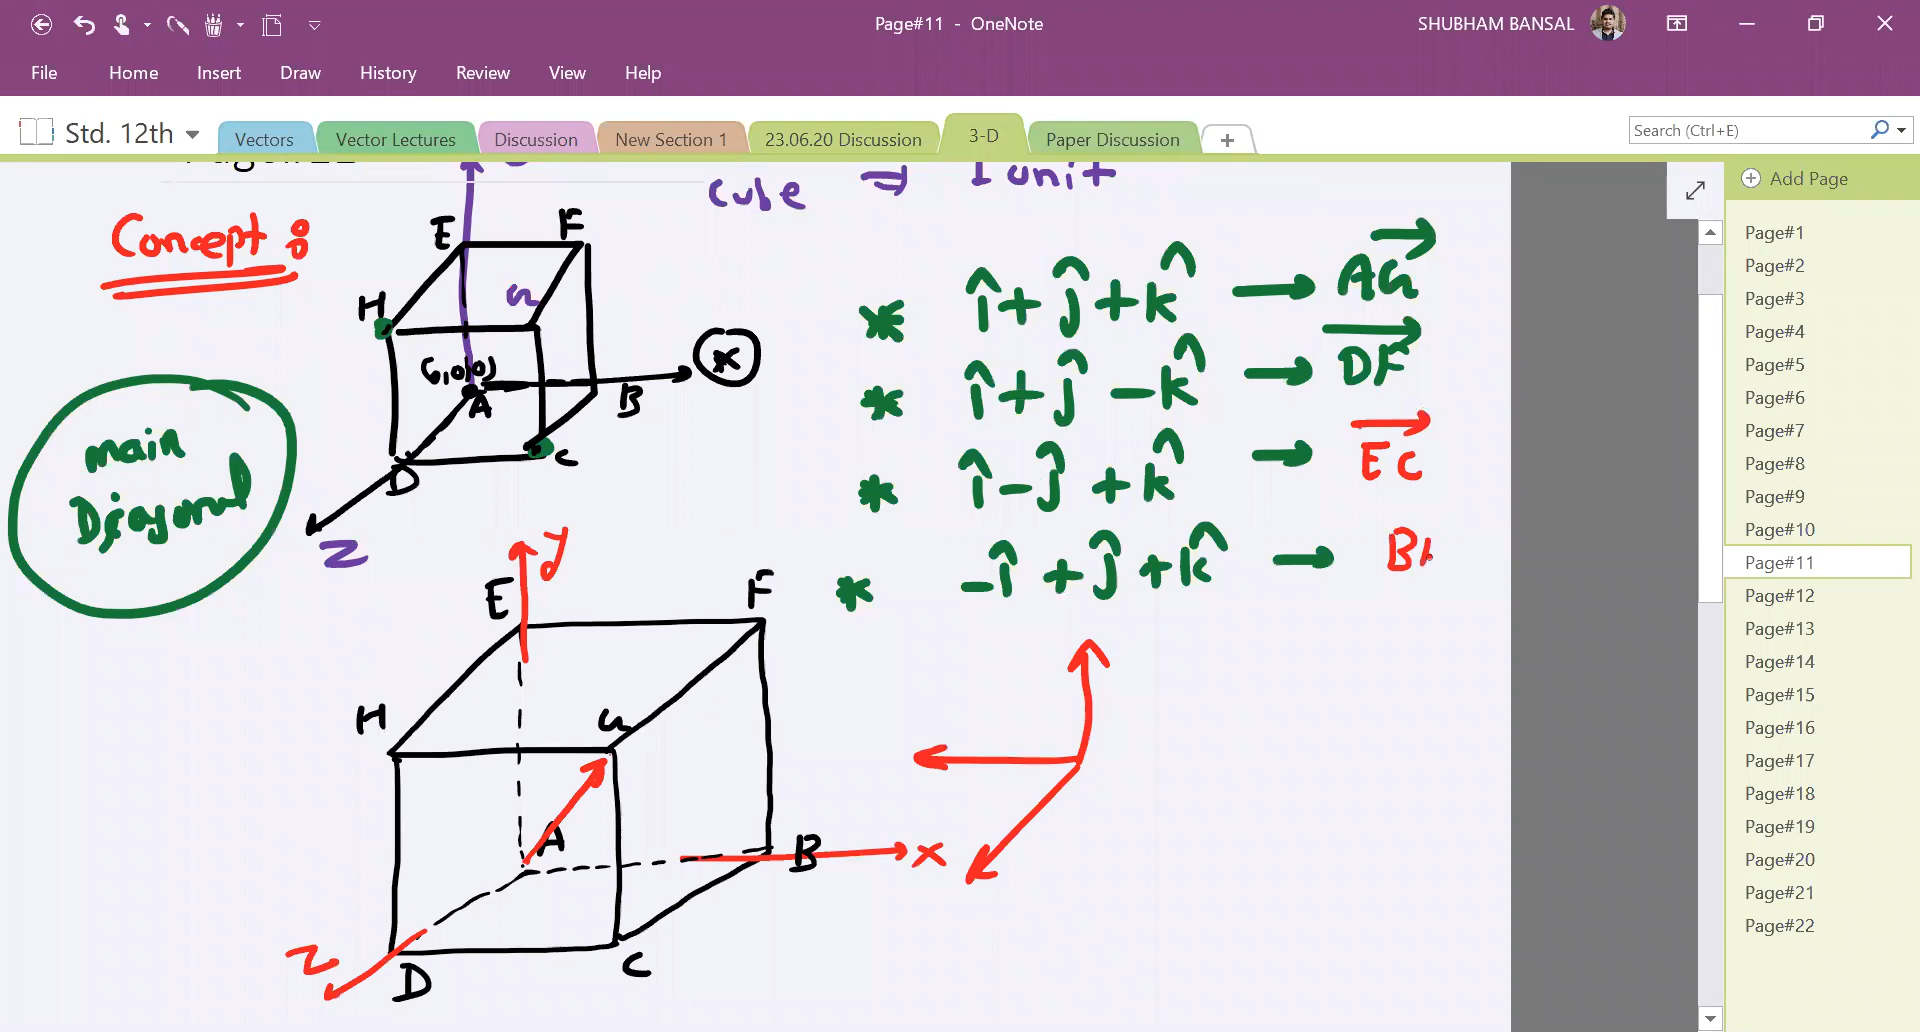 Page#11 - OneNote
SHUBHAM BANSAL
File Home Insert Draw History Review View Help
Std. 12th
Vectors
Vector Lectures
Discussion
New Section 1
23.06.20 Discussion
3-D
Paper Discussion
+
Search (Ctrl+E)
Add Page
Page#1
Page#2
Page#3
Page#4
Page#5
Page#6
Page#7
Page#8
Page#9
Page#10
Page#11
Page#12
Page#13
Page#14
Page#15
Page#16
Page#17
Page#18
Page#19
Page#20
Page#21
Page#22
cube ⇒ 1 unit
Concept :
E F
H G
(0,0,0)
A B
D C
x
z
main
Diagonal
* î + ĵ + k̂ → AG
* î + ĵ - k̂ → DF
* î - ĵ + k̂ → EC
* -î + ĵ + k̂ → BH
y
E F
H G
A B x
z
D C